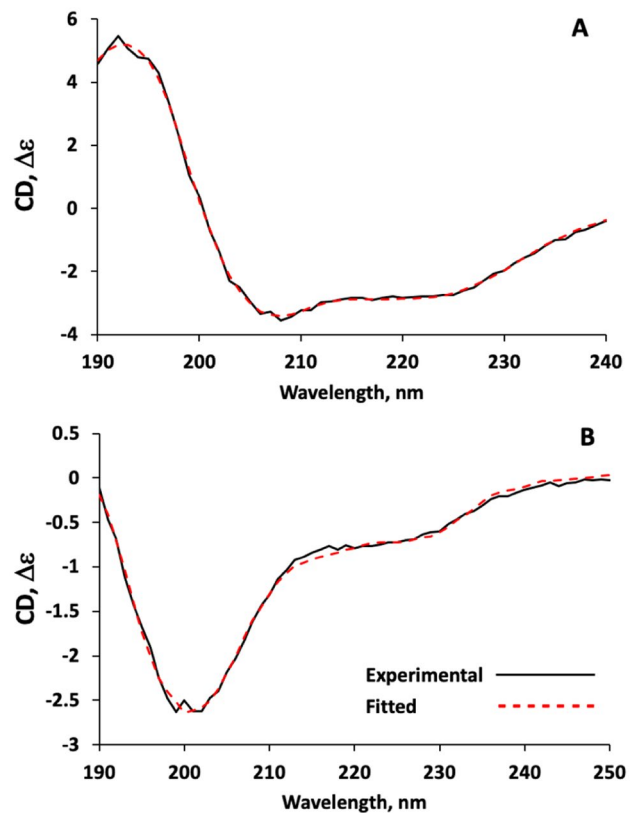 A
6
4
2
0
-2
-4
CD, Δε
190 200 210 220 230 240
Wavelength, nm
B
0.5
0
-0.5
-1
-1.5
-2
-2.5
-3
CD, Δε
Experimental
Fitted
190 200 210 220 230 240 250
Wavelength, nm